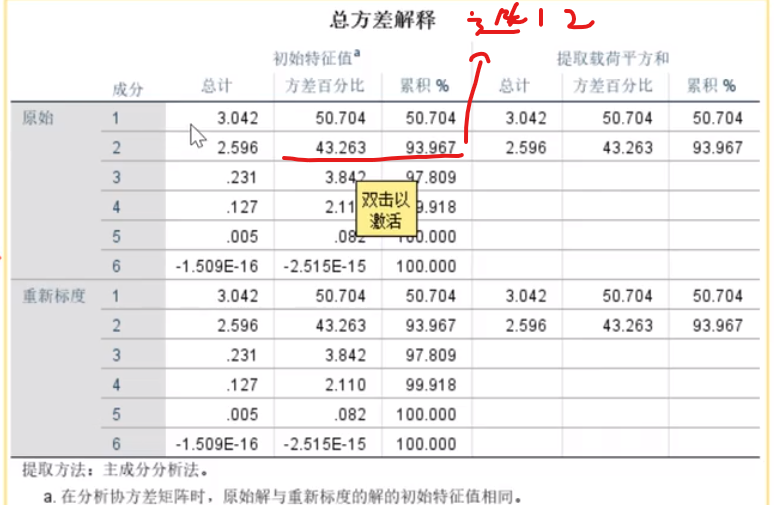 总方差解释 主成 1 2
初始特征值a 提取载荷平方和
成分 总计 方差百分比 累积 % 总计 方差百分比 累积 %
原始 1 3.042 50.704 50.704 3.042 50.704 50.704
2 2.596 43.263 93.967 2.596 43.263 93.967
3 .231 3.842 97.809
4 .127 2.11 9.918
5 .005 .082 100.000
6 -1.509E-16 -2.515E-15 100.000
双击以
激活
重新标度 1 3.042 50.704 50.704 3.042 50.704 50.704
2 2.596 43.263 93.967 2.596 43.263 93.967
3 .231 3.842 97.809
4 .127 2.110 99.918
5 .005 .082 100.000
6 -1.509E-16 -2.515E-15 100.000
提取方法：主成分分析法。
a. 在分析协方差矩阵时，原始解与重新标度的解的初始特征值相同。